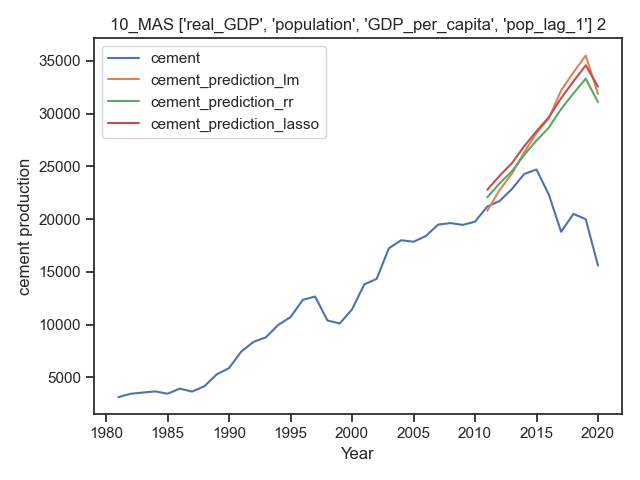 10_MAS ['real_GDP', 'population', 'GDP_per_capita', 'pop_lag_1'] 2
cement
cement_prediction_lm
cement_prediction_rr
cement_prediction_lasso
35000
30000
25000
20000
15000
10000
5000
cement production
1980 1985 1990 1995 2000 2005 2010 2015 2020
Year